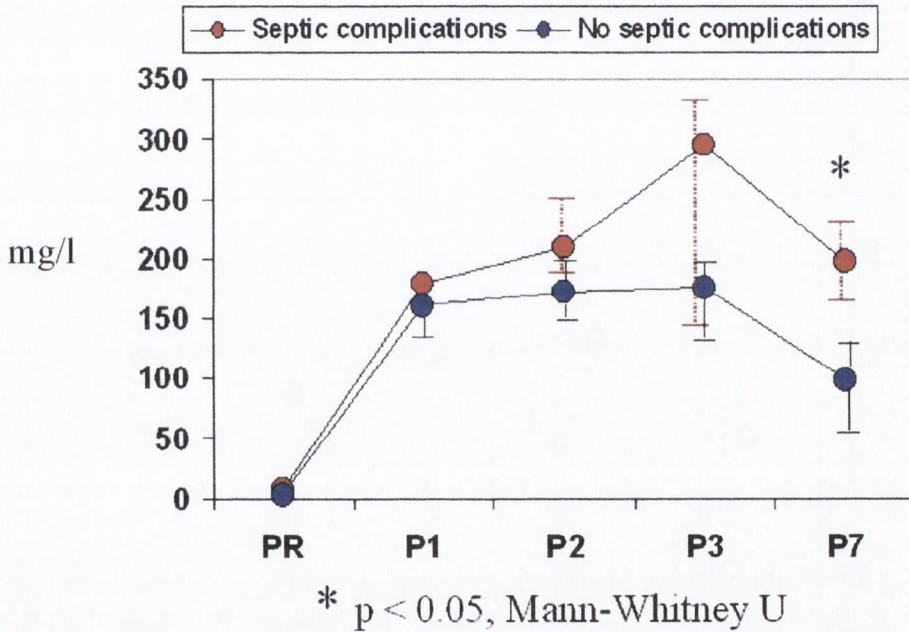 Septic complications No septic complications
350
300
250
mg/l
200
150
100
50
0
PR P1 P2 P3 P7
*
* p < 0.05, Mann-Whitney U